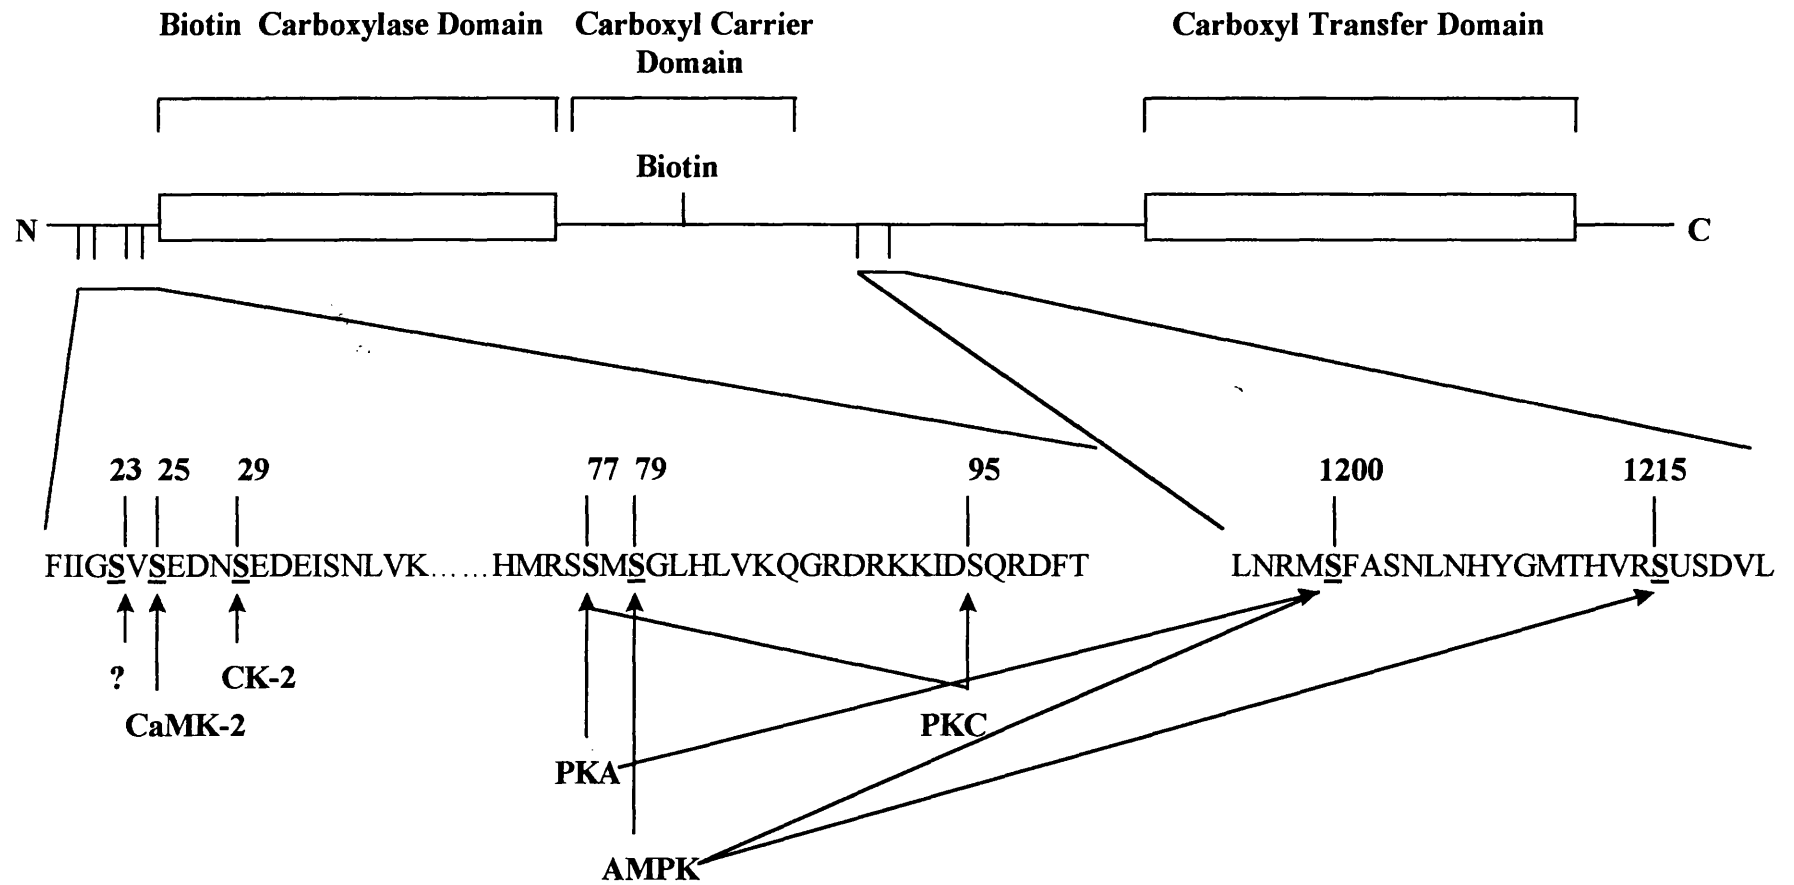 Biotin Carboxylase Domain
Carboxyl Carrier
Domain
Carboxyl Transfer Domain
Biotin
N
C
23 25 29 77 79 95 1200 1215
FIIGSVSEDNSEDEISNLVK......HMRSSSMSGLHLVKQGRDRKKIDSQRDFT LNRMSFASNLNHYGMTHVRSUSDVL
? CK-2
CaMK-2 PKC
PKA
AMPK